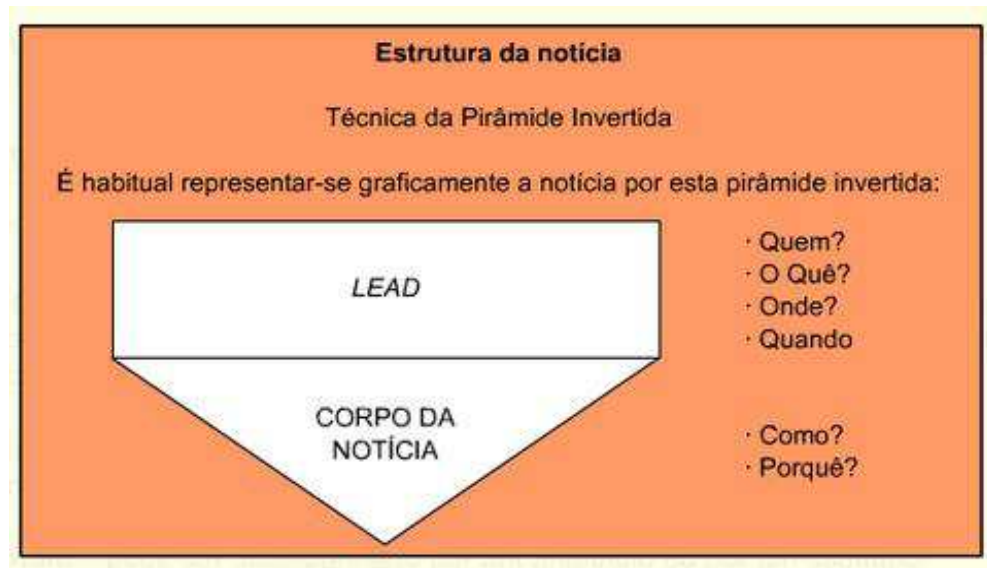 Estrutura da notícia
Técnica da Pirâmide Invertida
É habitual representar-se graficamente a notícia por esta pirâmide invertida:
LEAD
· Quem?
· O Quê?
· Onde?
· Quando
CORPO DA
NOTÍCIA
· Como?
· Porquê?